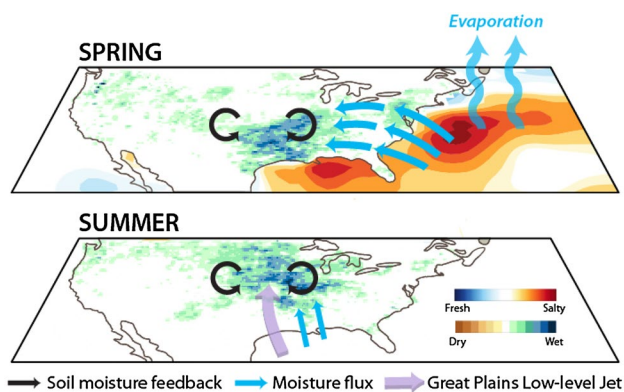 Evaporation
SPRING
SUMMER
Fresh Salty
Dry Wet
Soil moisture feedback Moisture flux Great Plains Low-level Jet